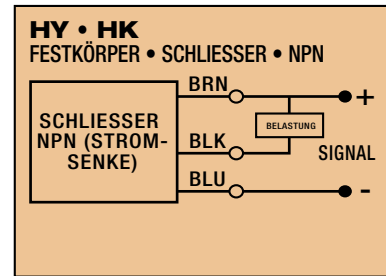 HY • HK
FESTKÖRPER • SCHLIESSER • NPN
BRN
+
SCHLIESSER
NPN (STROM-
SENKE)
BELASTUNG
BLK
SIGNAL
BLU
-